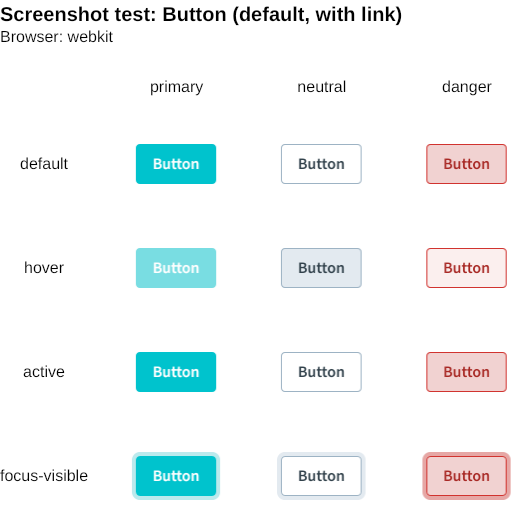 Screenshot test: Button (default, with link)
Browser: webkit
primary neutral danger
default Button Button Button
hover Button Button Button
active Button Button Button
focus-visible Button Button Button